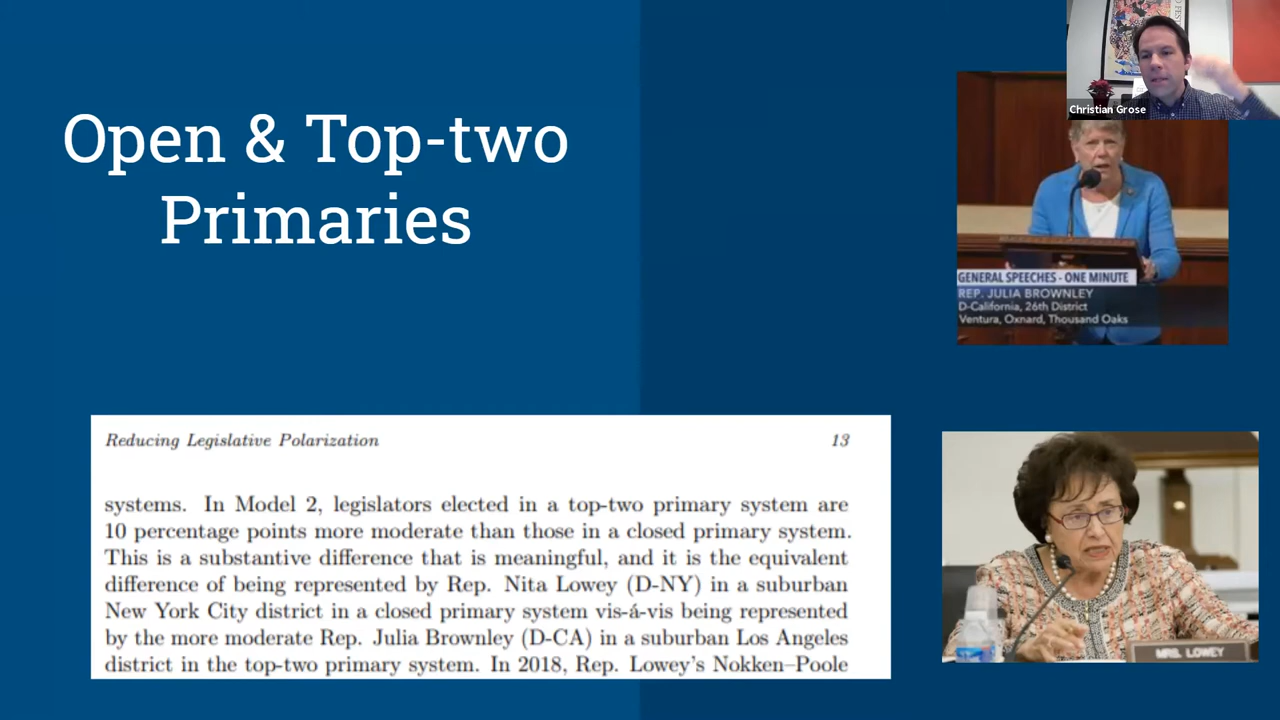 Open & Top-two
Primaries
Christian Grose
GENERAL SPEECHES - ONE MINUTE
REP. JULIA BROWNLEY
D-California, 26th District
Ventura, Oxnard, Thousand Oaks
Reducing Legislative Polarization 13
systems. In Model 2, legislators elected in a top-two primary system are
10 percentage points more moderate than those in a closed primary system.
This is a substantive difference that is meaningful, and it is the equivalent
difference of being represented by Rep. Nita Lowey (D-NY) in a suburban
New York City district in a closed primary system vis-á-vis being represented
by the more moderate Rep. Julia Brownley (D-CA) in a suburban Los Angeles
district in the top-two primary system. In 2018, Rep. Lowey's Nokken–Poole
MRS. LOWEY